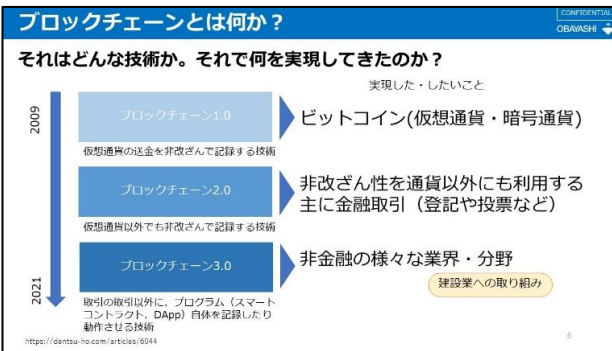 ブロックチェーンとは何か?
CONFIDENTIAL
OBAYASHI
それはどんな技術か。それで何を実現してきたのか?
実現した・したいこと
2009
ブロックチェーン1.0
ビットコイン(仮想通貨・暗号通貨)
仮想通貨の送金を非改ざんで記録する技術
ブロックチェーン2.0
非改ざん性を通貨以外にも利用する
主に金融取引(登記や投票など)
仮想通貨以外でも非改ざんで記録する技術
ブロックチェーン3.0
非金融の様々な業界・分野
建設業への取り組み
2021
取引の取引以外に、プログラム(スマート
コントラクト、DApp)自体を記録したり
動作させる技術
https://dentsu-ho.com/articles/6044
6